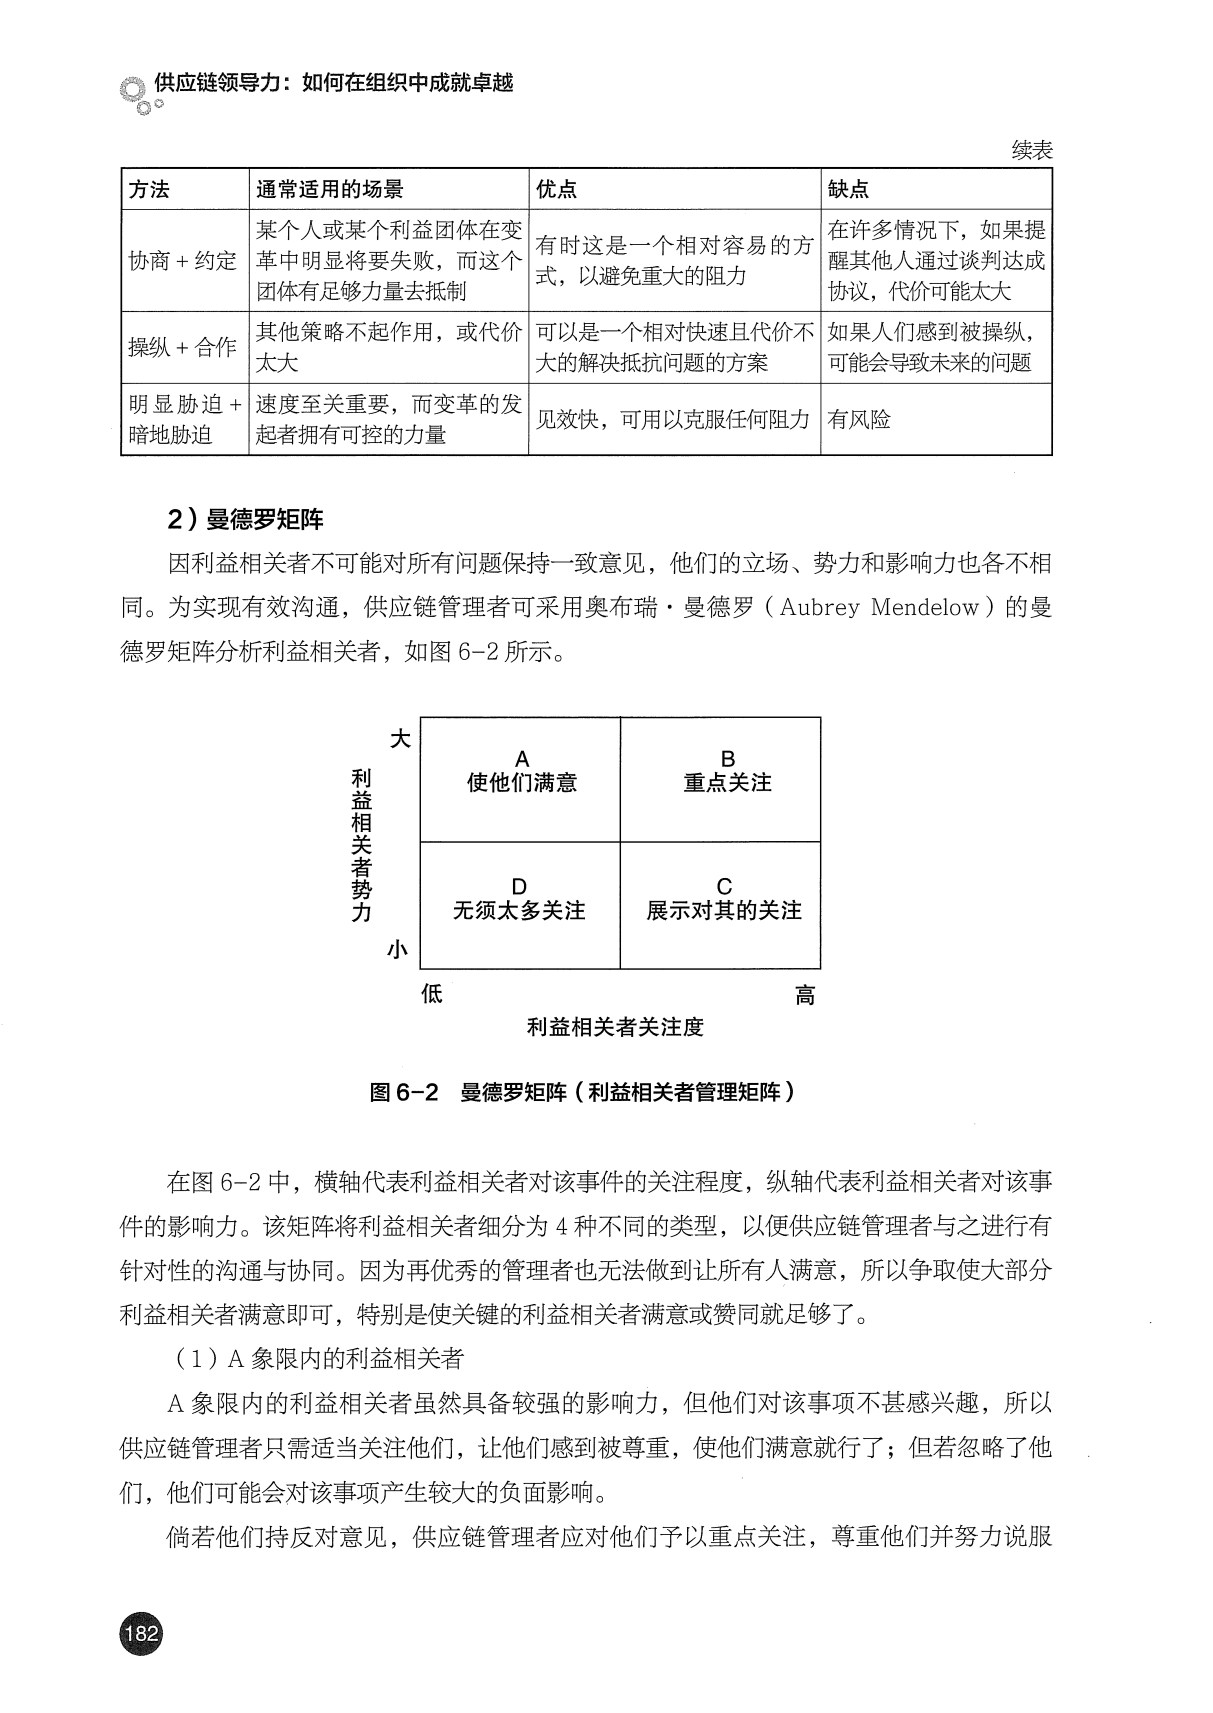 供应链领导力：如何在组织中成就卓越
续表
方法
通常适用的场景
优点
缺点
协商 + 约定
某个人或某个利益团体在变
革中明显将要失败，而这个
团体有足够力量去抵制
有时这是一个相对容易的方
式，以避免重大的阻力
在许多情况下，如果提
醒其他人通过谈判达成
协议，代价可能太大
操纵 + 合作
其他策略不起作用，或代价
太大
可以是一个相对快速且代价不
大的解决抵抗问题的方案
如果人们感到被操纵，
可能会导致未来的问题
明显胁迫 +
暗地胁迫
速度至关重要，而变革的发
起者拥有可控的力量
见效快，可用以克服任何阻力
有风险
2）曼德罗矩阵
因利益相关者不可能对所有问题保持一致意见，他们的立场、势力和影响力也各不相
同。为实现有效沟通，供应链管理者可采用奥布瑞·曼德罗（Aubrey Mendelow）的曼
德罗矩阵分析利益相关者，如图 6-2 所示。
大
利益相关者势力
小
A
使他们满意
B
重点关注
D
无须太多关注
C
展示对其的关注
低
高
利益相关者关注度
图 6-2　曼德罗矩阵（利益相关者管理矩阵）
在图 6-2 中，横轴代表利益相关者对该事件的关注程度，纵轴代表利益相关者对该事
件的影响力。该矩阵将利益相关者细分为 4 种不同的类型，以便供应链管理者与之进行有
针对性的沟通与协同。因为再优秀的管理者也无法做到让所有人满意，所以争取使大部分
利益相关者满意即可，特别是使关键的利益相关者满意或赞同就足够了。
（1）A 象限内的利益相关者
A 象限内的利益相关者虽然具备较强的影响力，但他们对该事项不甚感兴趣，所以
供应链管理者只需适当关注他们，让他们感到被尊重，使他们满意就行了；但若忽略了他
们，他们可能会对该事项产生较大的负面影响。
倘若他们持反对意见，供应链管理者应对他们予以重点关注，尊重他们并努力说服
182